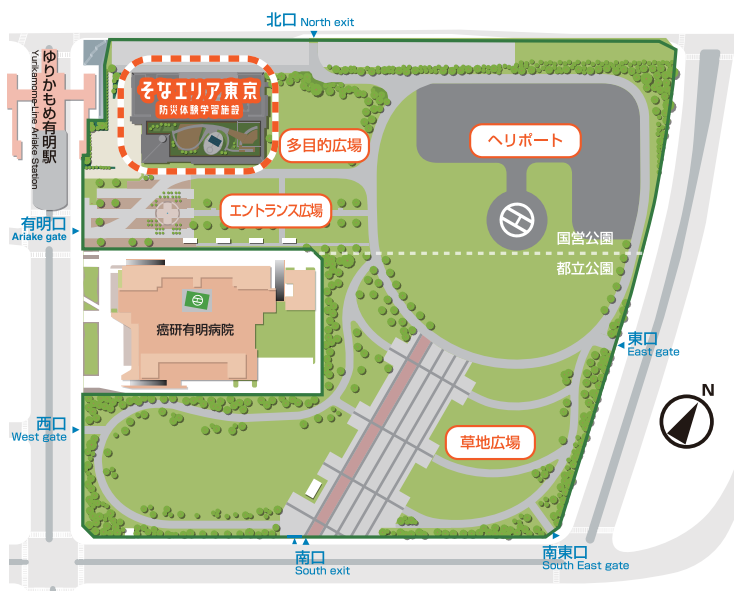 北口 North exit
ゆりかもめ有明駅
Yurikamome-Line Ariake Station
そなエリア東京
防災体験学習施設
多目的広場
ヘリポート
エントランス広場
有明口
Ariake gate
国営公園
都立公園
癌研有明病院
東口
East gate
N
西口
West gate
草地広場
南口
South exit
南東口
South East gate